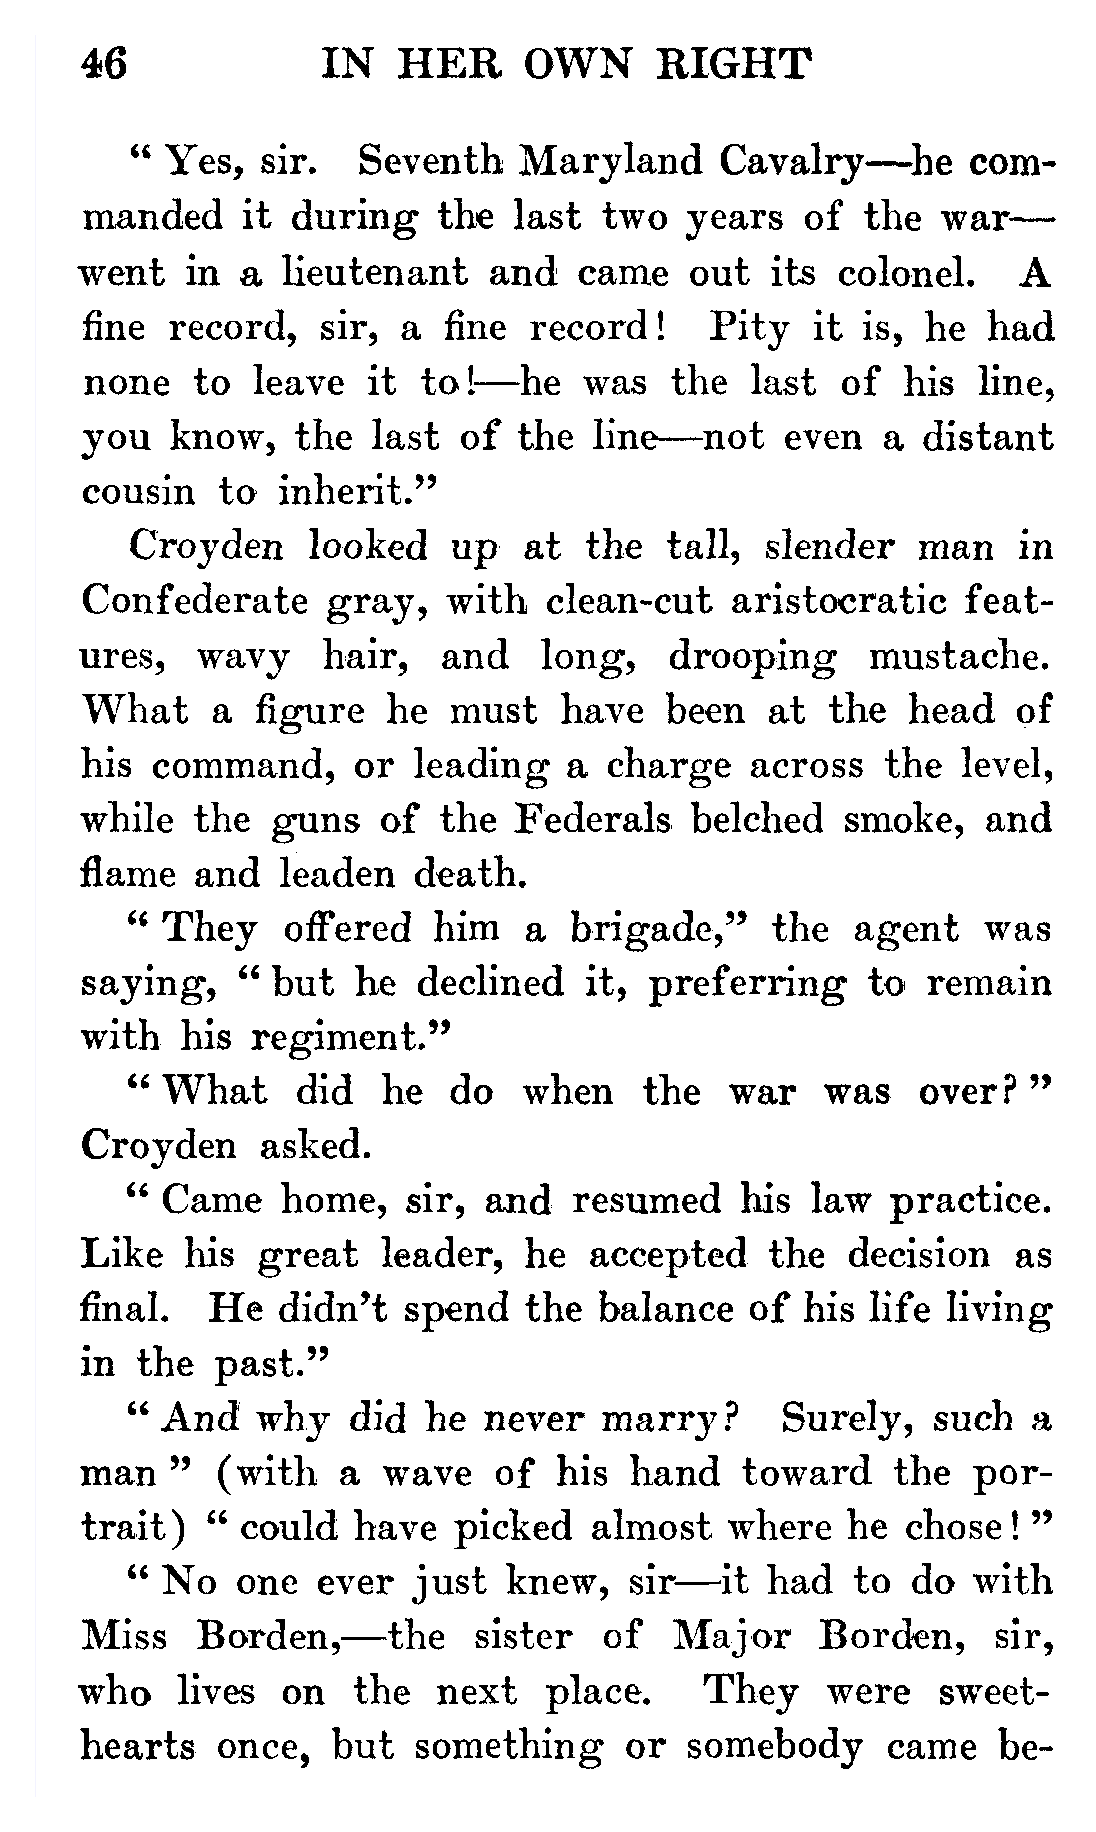 46 IN HER OWN RIGHT
“ Yes, sir. Seventh Maryland Cavalry—he com-
manded it during the last two years of the war—
went in a lieutenant and came out its colonel. A
fine record, sir, a fine record! Pity it is, he had
none to leave it to!—he was the last of his line,
you know, the last of the line—not even a distant
cousin to inherit.”
Croyden looked up at the tall, slender man in
Confederate gray, with clean-cut aristocratic feat-
ures, wavy hair, and long, drooping mustache.
What a figure he must have been at the head of
his command, or leading a charge across the level,
while the guns of the Federals belched smoke, and
flame and leaden death.
“ They offered him a brigade,” the agent was
saying, “ but he declined it, preferring to remain
with his regiment.”
“ What did he do when the war was over? ”
Croyden asked.
“ Came home, sir, and resumed his law practice.
Like his great leader, he accepted the decision as
final. He didn’t spend the balance of his life living
in the past.”
“ And why did he never marry? Surely, such a
man ” (with a wave of his hand toward the por-
trait) “ could have picked almost where he chose! ”
“ No one ever just knew, sir—it had to do with
Miss Borden,—the sister of Major Borden, sir,
who lives on the next place. They were sweet-
hearts once, but something or somebody came be-